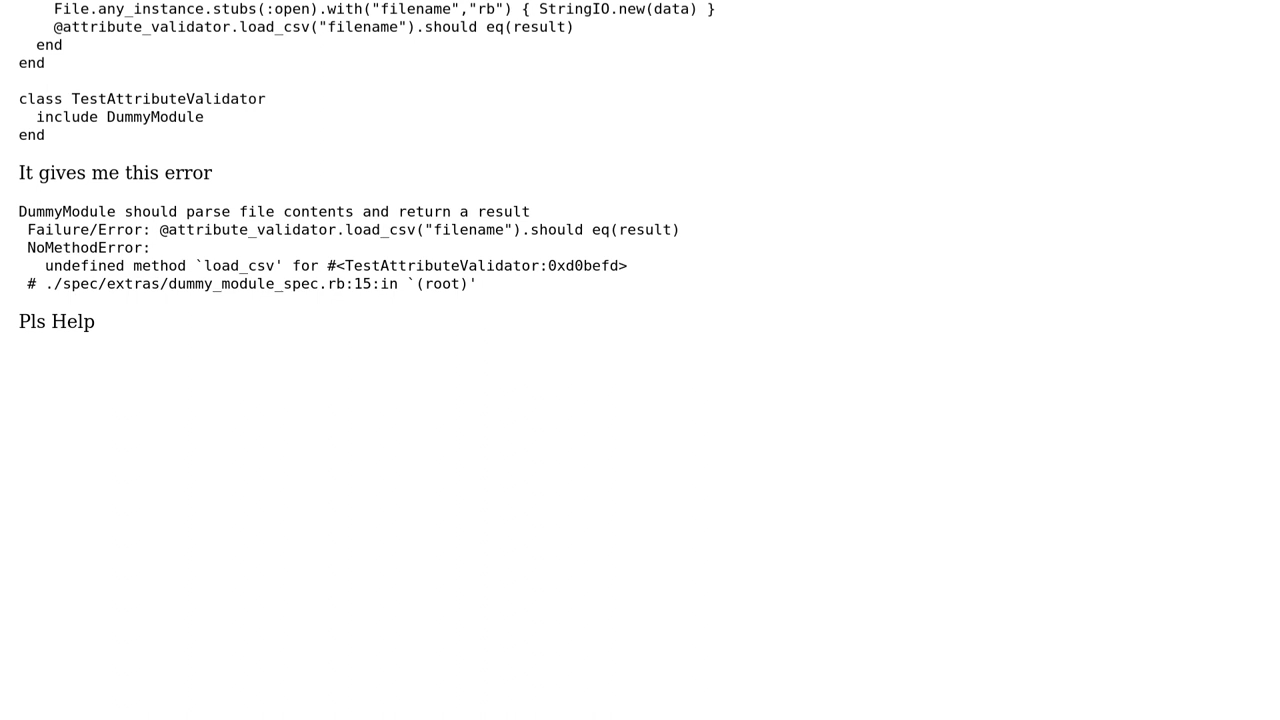 File.any_instance.stubs(:open).with("filename","rb") { StringIO.new(data) }
@attribute_validator.load_csv("filename").should eq(result)
end
end
class TestAttributeValidator
include DummyModule
end
It gives me this error
DummyModule should parse file contents and return a result
Failure/Error: @attribute_validator.load_csv("filename").should eq(result)
NoMethodError:
undefined method `load_csv' for #<TestAttributeValidator:0xd0befd>
# ./spec/extras/dummy_module_spec.rb:15:in `(root)'
Pls Help